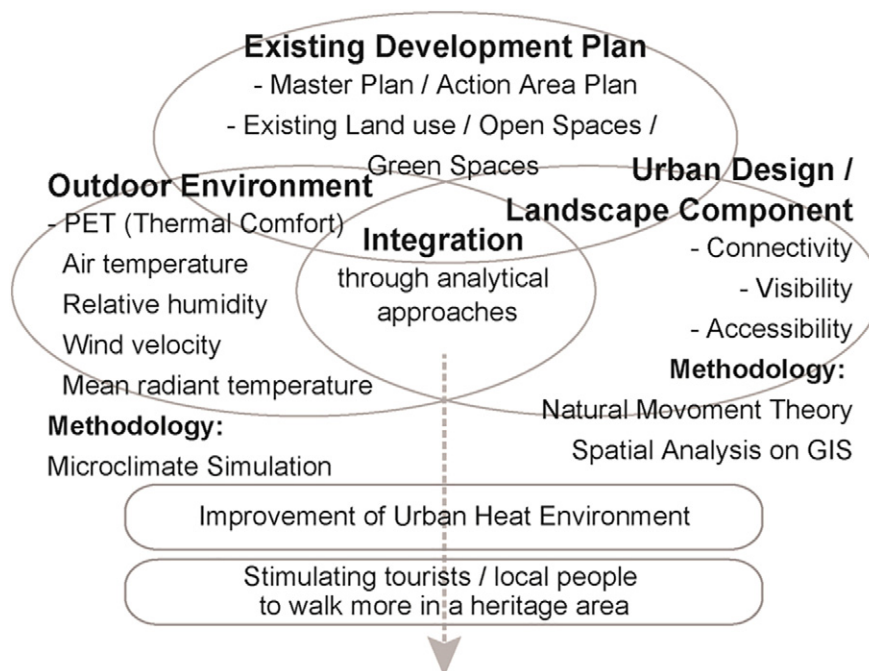 Existing Development Plan
- Master Plan / Action Area Plan
- Existing Land use / Open Spaces /
Green Spaces
Outdoor Environment
- PET (Thermal Comfort)
Air temperature
Relative humidity
Wind velocity
Mean radiant temperature
Methodology:
Microclimate Simulation
Integration
through analytical
approaches
Urban Design /
Landscape Component
- Connectivity
- Visibility
- Accessibility
Methodology:
Natural Movoment Theory
Spatial Analysis on GIS
Improvement of Urban Heat Environment
Stimulating tourists / local people
to walk more in a heritage area